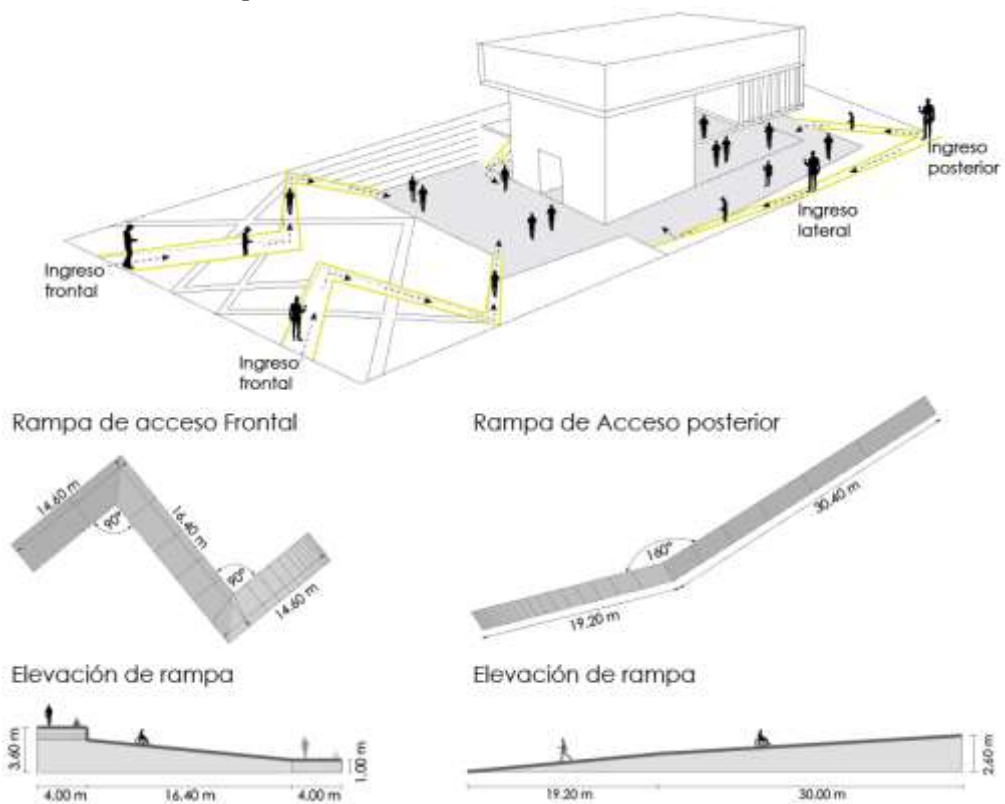 Ingreso
posterior
Ingreso
lateral
Ingreso
frontal
Ingreso
frontal
Rampa de acceso Frontal
Rampa de Acceso posterior
14.60 m
90°
16.40 m
90°
14.60 m
160°
30.40 m
19.20 m
Elevación de rampa
Elevación de rampa
3.60 m
1.00 m
4.00 m
16.40 m
4.00 m
2.60 m
19.20 m
30.00 m